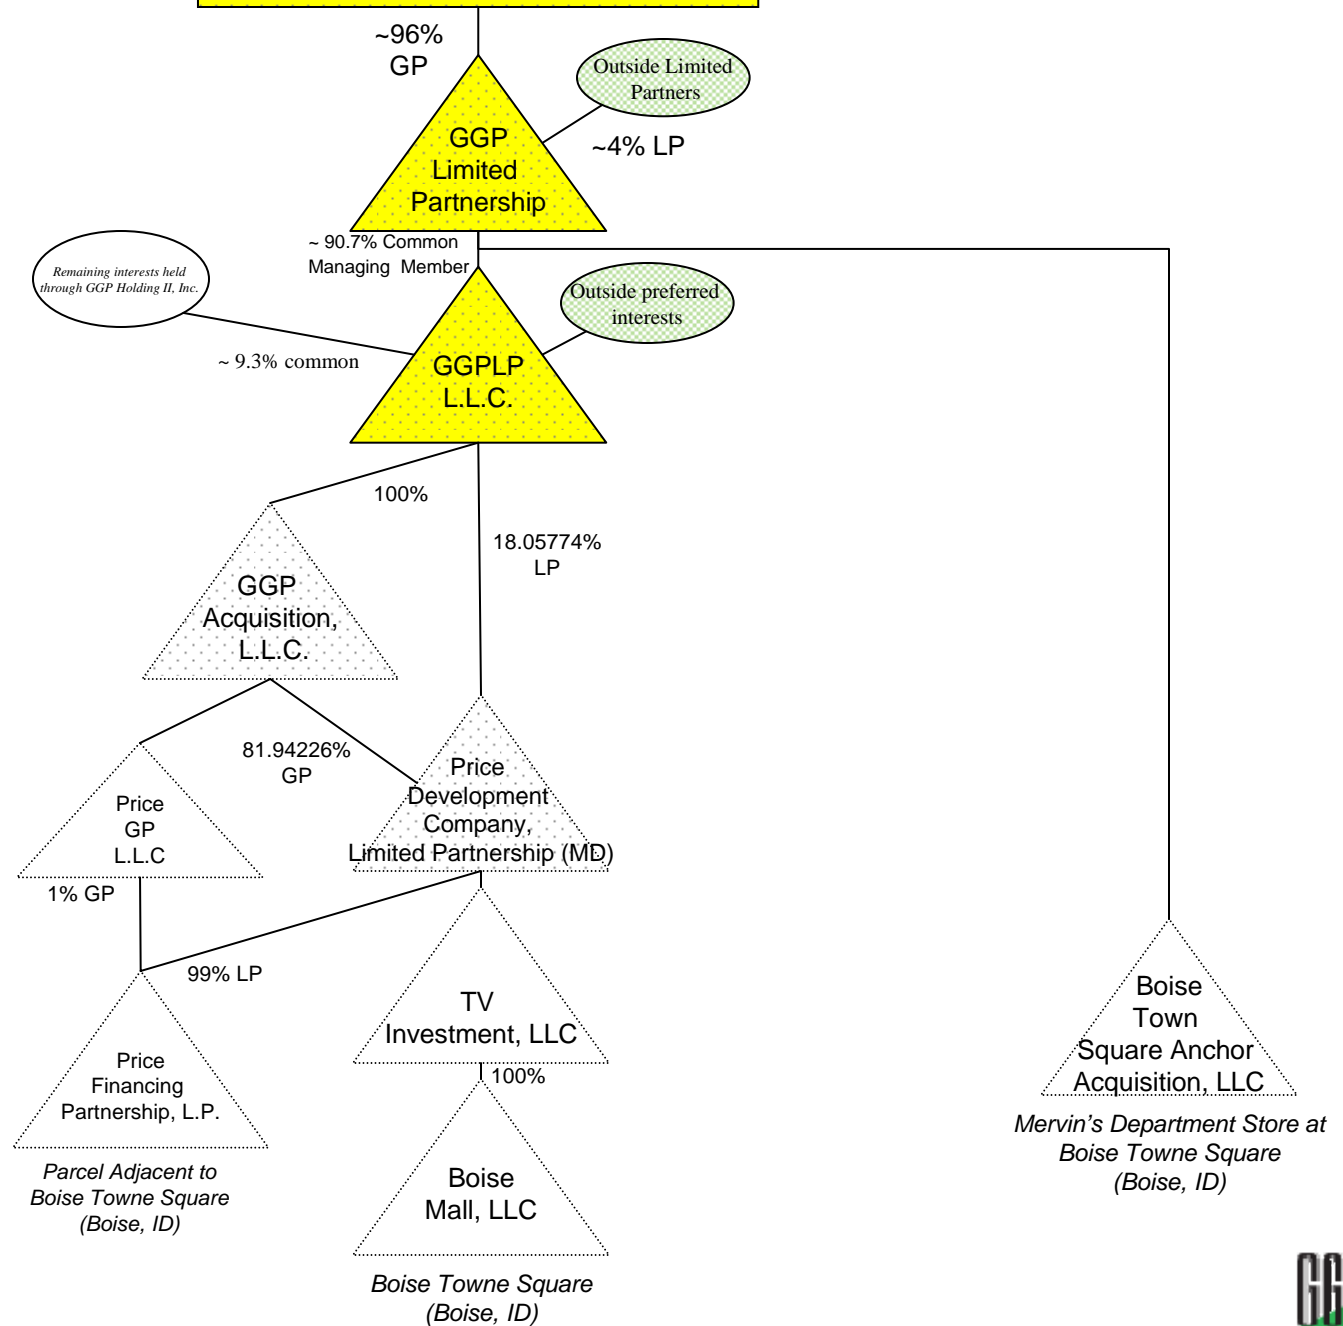 ~96%
GP
Outside Limited
Partners
GGP
Limited
Partnership
~4% LP
~ 90.7% Common
Managing Member
Remaining interests held
through GGP Holding II, Inc.
Outside preferred
interests
~ 9.3% common
GGPLP
L.L.C.
100%
18.05774%
LP
GGP
Acquisition,
L.L.C.
81.94226%
GP
Price
Development
Company,
Limited Partnership (MD)
Price
GP
L.L.C
1% GP
99% LP
TV
Investment, LLC
100%
Boise
Town
Square Anchor
Acquisition, LLC
Mervin's Department Store at
Boise Towne Square
(Boise, ID)
Price
Financing
Partnership, L.P.
Parcel Adjacent to
Boise Towne Square
(Boise, ID)
Boise
Mall, LLC
Boise Towne Square
(Boise, ID)